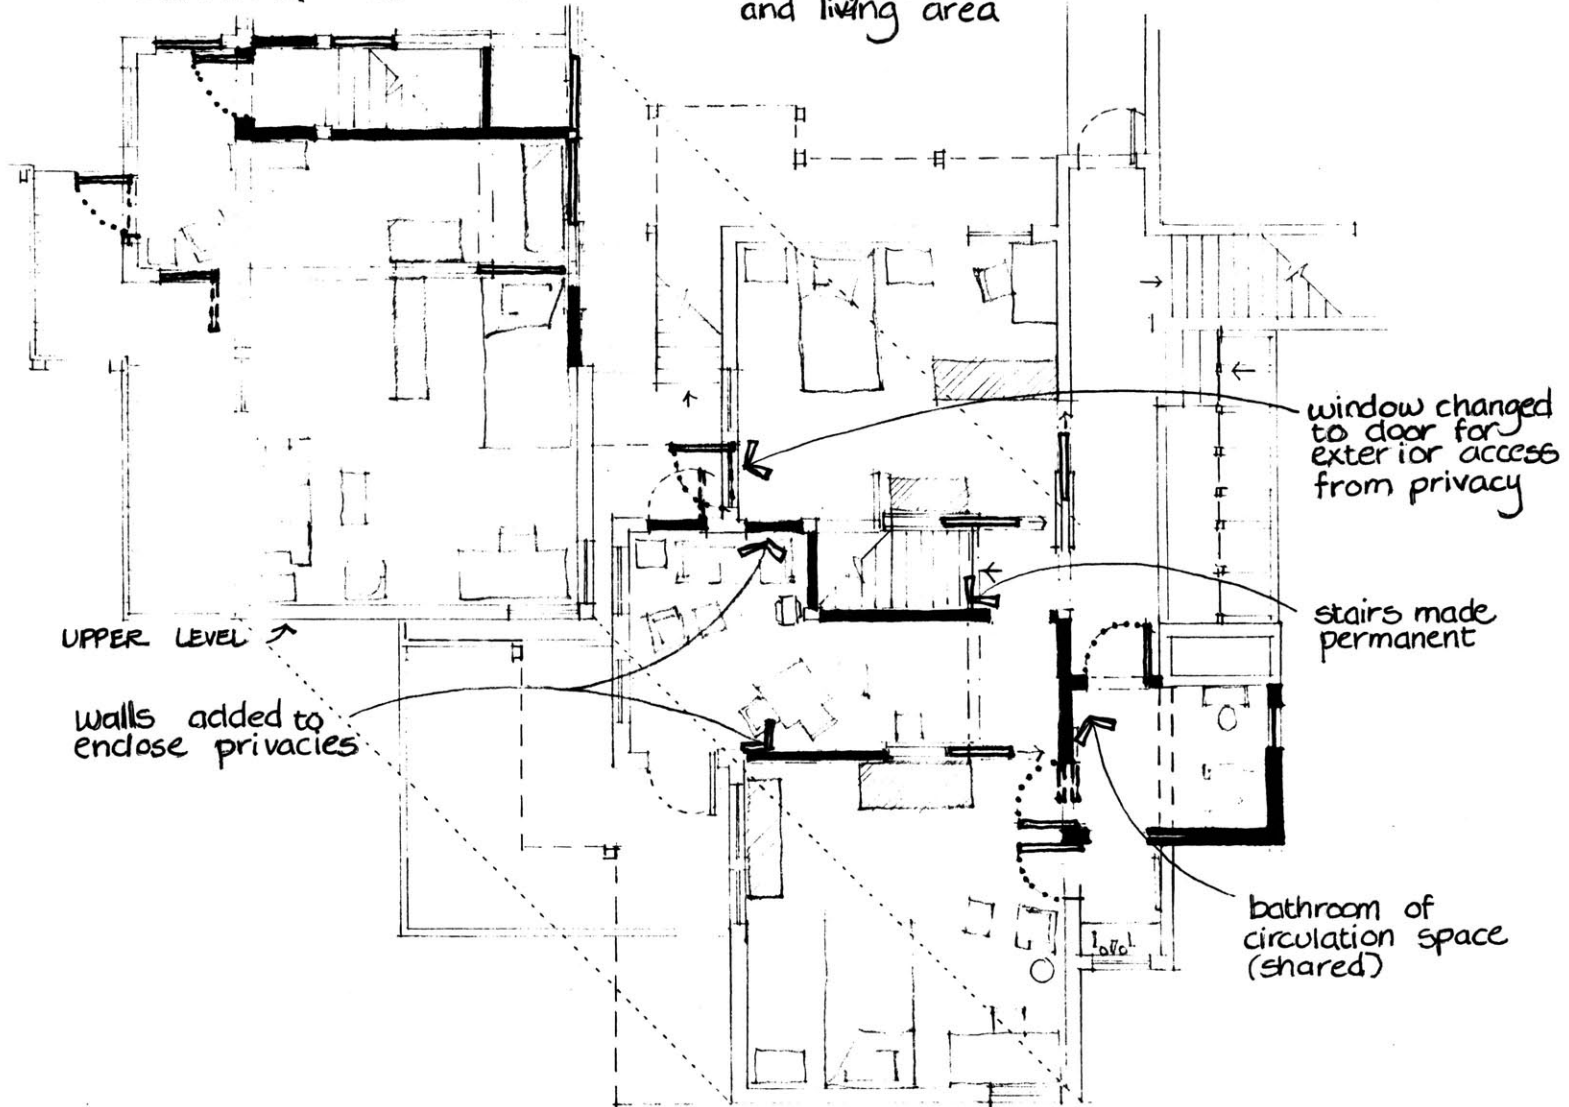 and living area
window changed
to door for
exterior access
from privacy
stairs made
permanent
UPPER LEVEL
walls added to
enclose privacies
bathroom of
circulation space
(shared)